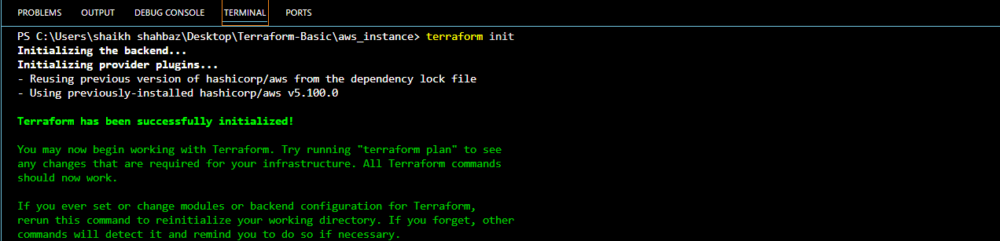 PROBLEMS OUTPUT DEBUG CONSOLE TERMINAL PORTS
PS C:\Users\shaikh shahbaz\Desktop\Terraform-Basic\aws_instance> terraform init
Initializing the backend...
Initializing provider plugins...
- Reusing previous version of hashicorp/aws from the dependency lock file
- Using previously-installed hashicorp/aws v5.100.0
Terraform has been successfully initialized!
You may now begin working with Terraform. Try running "terraform plan" to see
any changes that are required for your infrastructure. All Terraform commands
should now work.
If you ever set or change modules or backend configuration for Terraform,
rerun this command to reinitialize your working directory. If you forget, other
commands will detect it and remind you to do so if necessary.